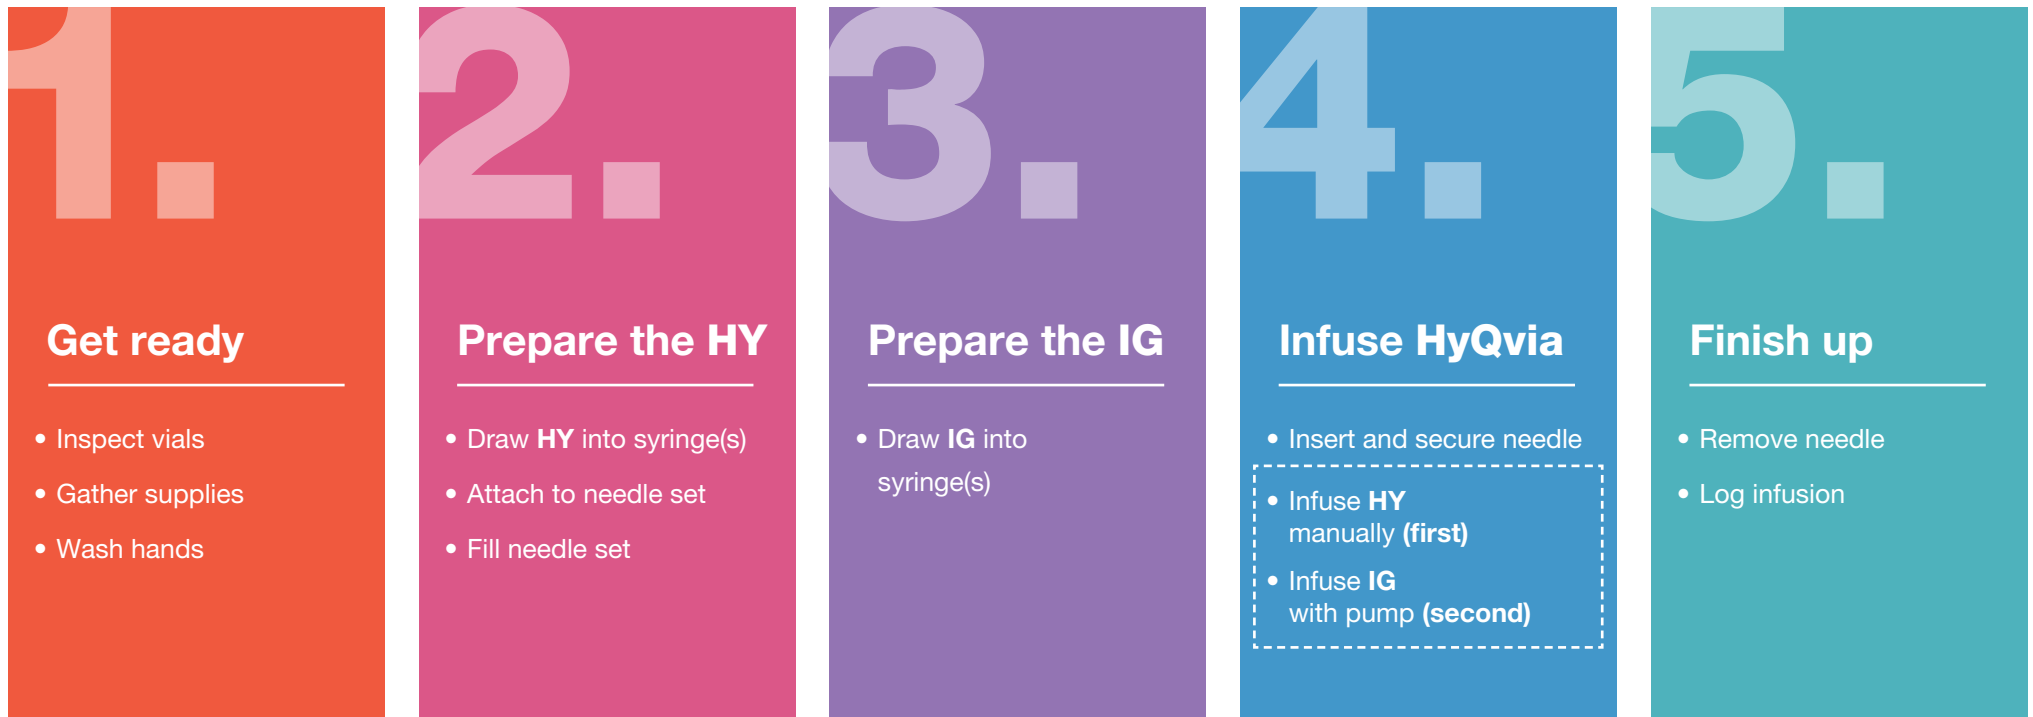 1.
Get ready
• Inspect vials
• Gather supplies
• Wash hands
2.
Prepare the HY
• Draw HY into syringe(s)
• Attach to needle set
• Fill needle set
3.
Prepare the IG
• Draw IG into
syringe(s)
4.
Infuse HyQvia
• Insert and secure needle
• Infuse HY
manually (first)
• Infuse IG
with pump (second)
5.
Finish up
• Remove needle
• Log infusion